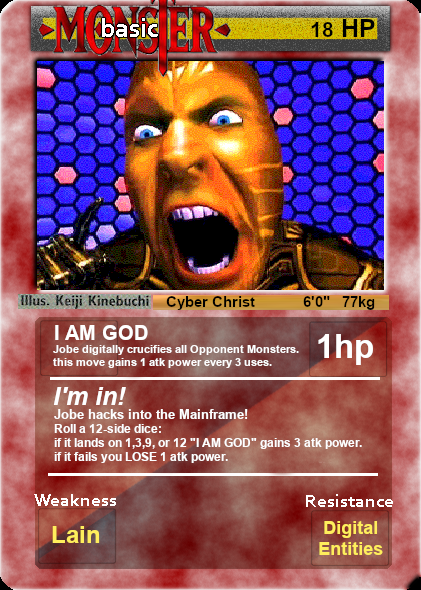 MONSTER
basic
18 HP
Illus. Keiji Kinebuchi
Cyber Christ 6'0" 77kg
I AM GOD
Jobe digitally crucifies all Opponent Monsters.
this move gains 1 atk power every 3 uses.
1hp
I'm in!
Jobe hacks into the Mainframe!
Roll a 12-side dice:
if it lands on 1,3,9, or 12 "I AM GOD" gains 3 atk power.
if it fails you LOSE 1 atk power.
Weakness
Resistance
Lain
Digital
Entities